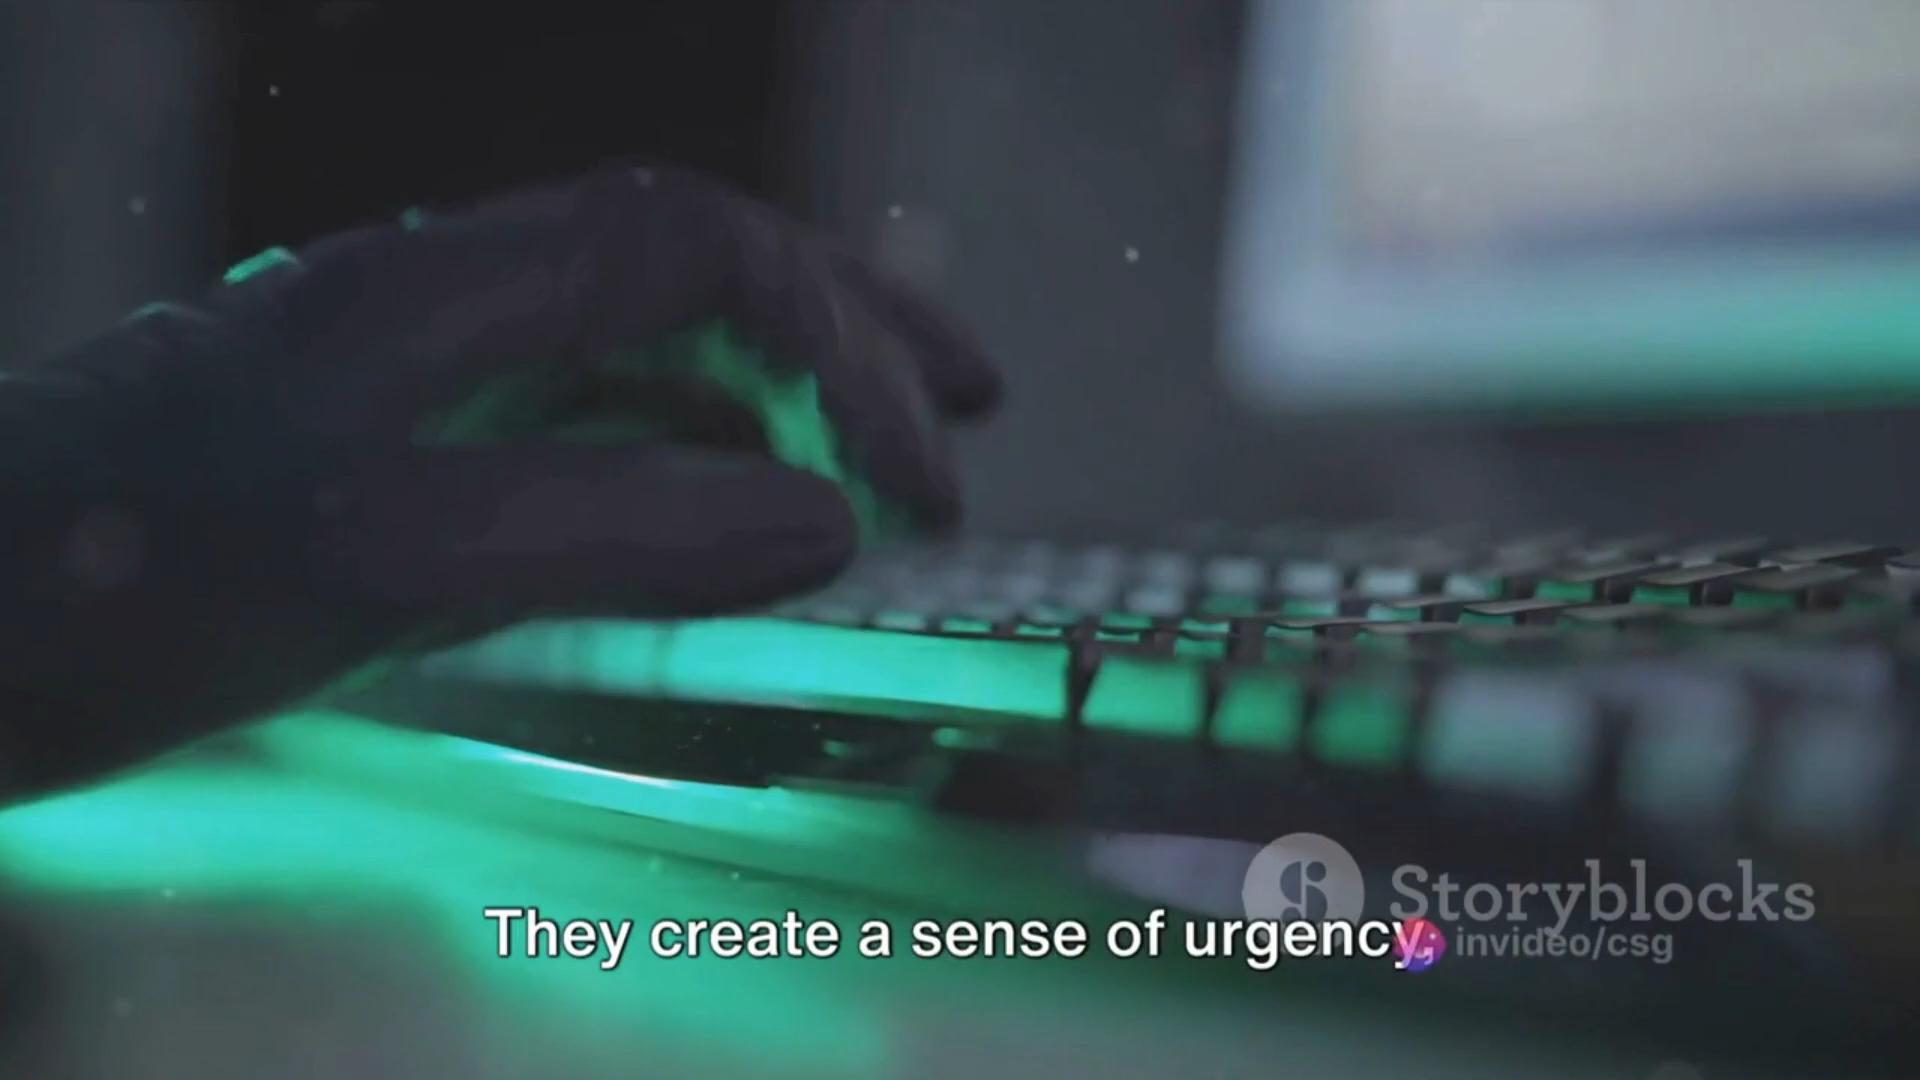 Storyblocks
They create a sense of urgency,
invideo/csg